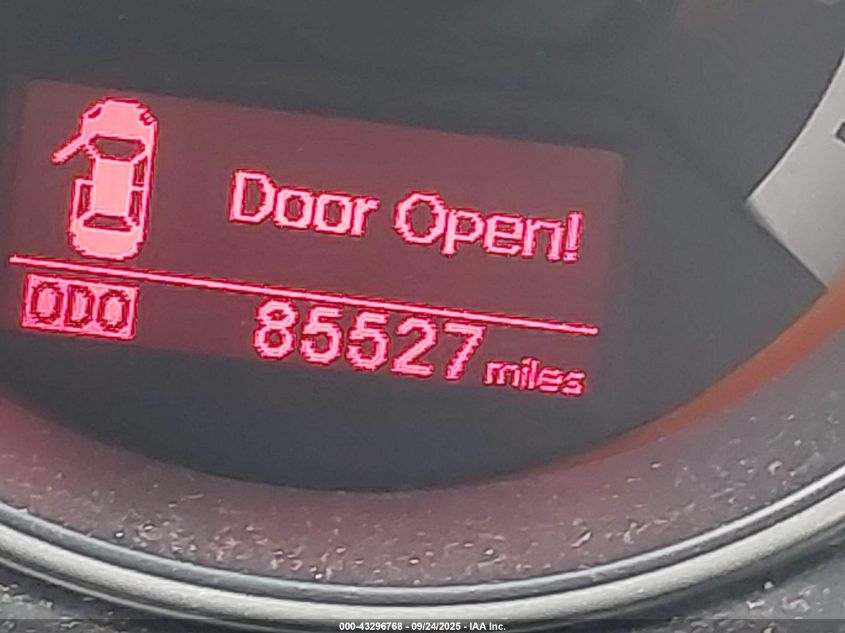 Door Open!
ODO 85527 miles
000-43296768 - 09/24/2025 - IAA Inc.